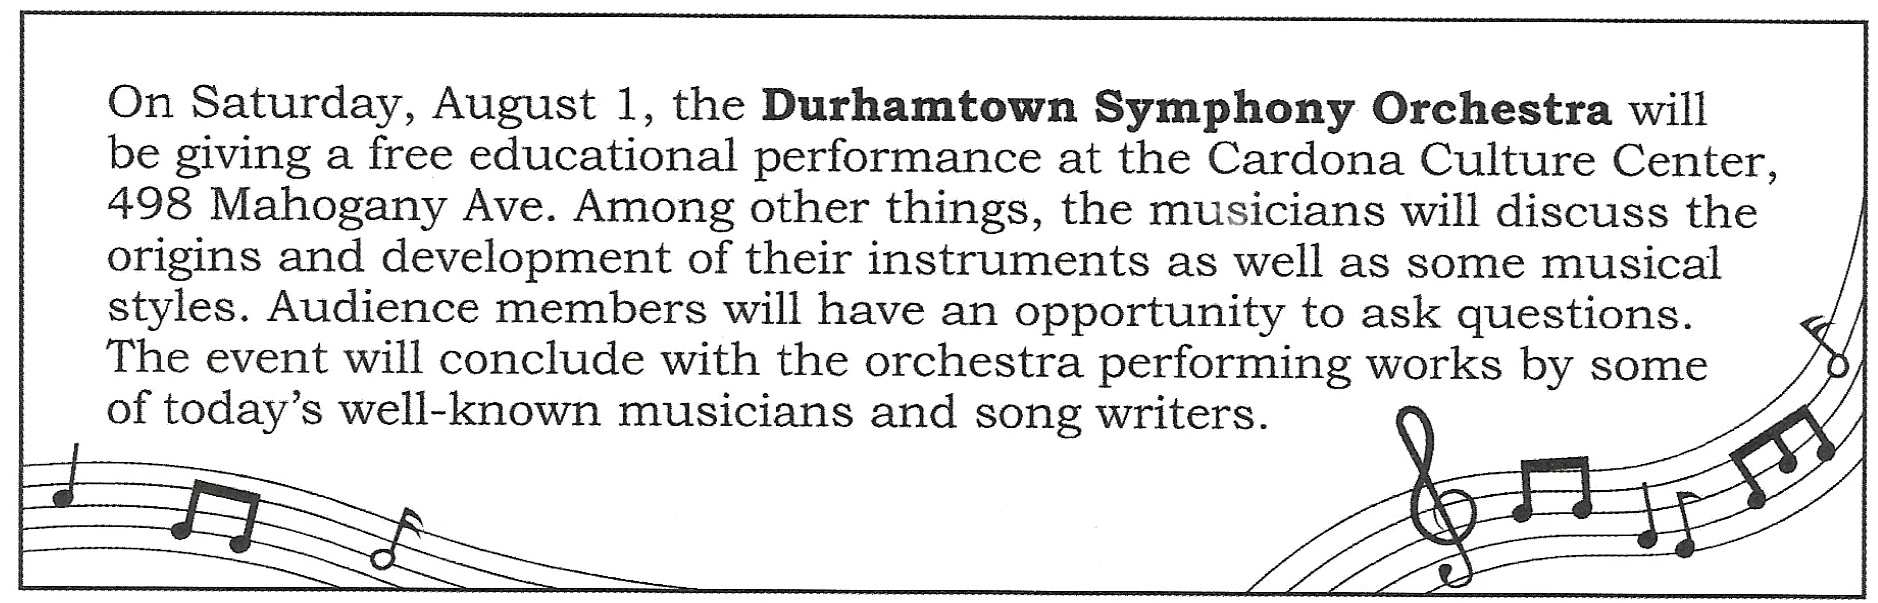 On Saturday, August 1, the Durhamtown Symphony Orchestra will
be giving a free educational performance at the Cardona Culture Center,
498 Mahogany Ave. Among other things, the musicians will discuss the
origins and development of their instruments as well as some musical
styles. Audience members will have an opportunity to ask questions.
The event will conclude with the orchestra performing works by some
of today's well-known musicians and song writers.